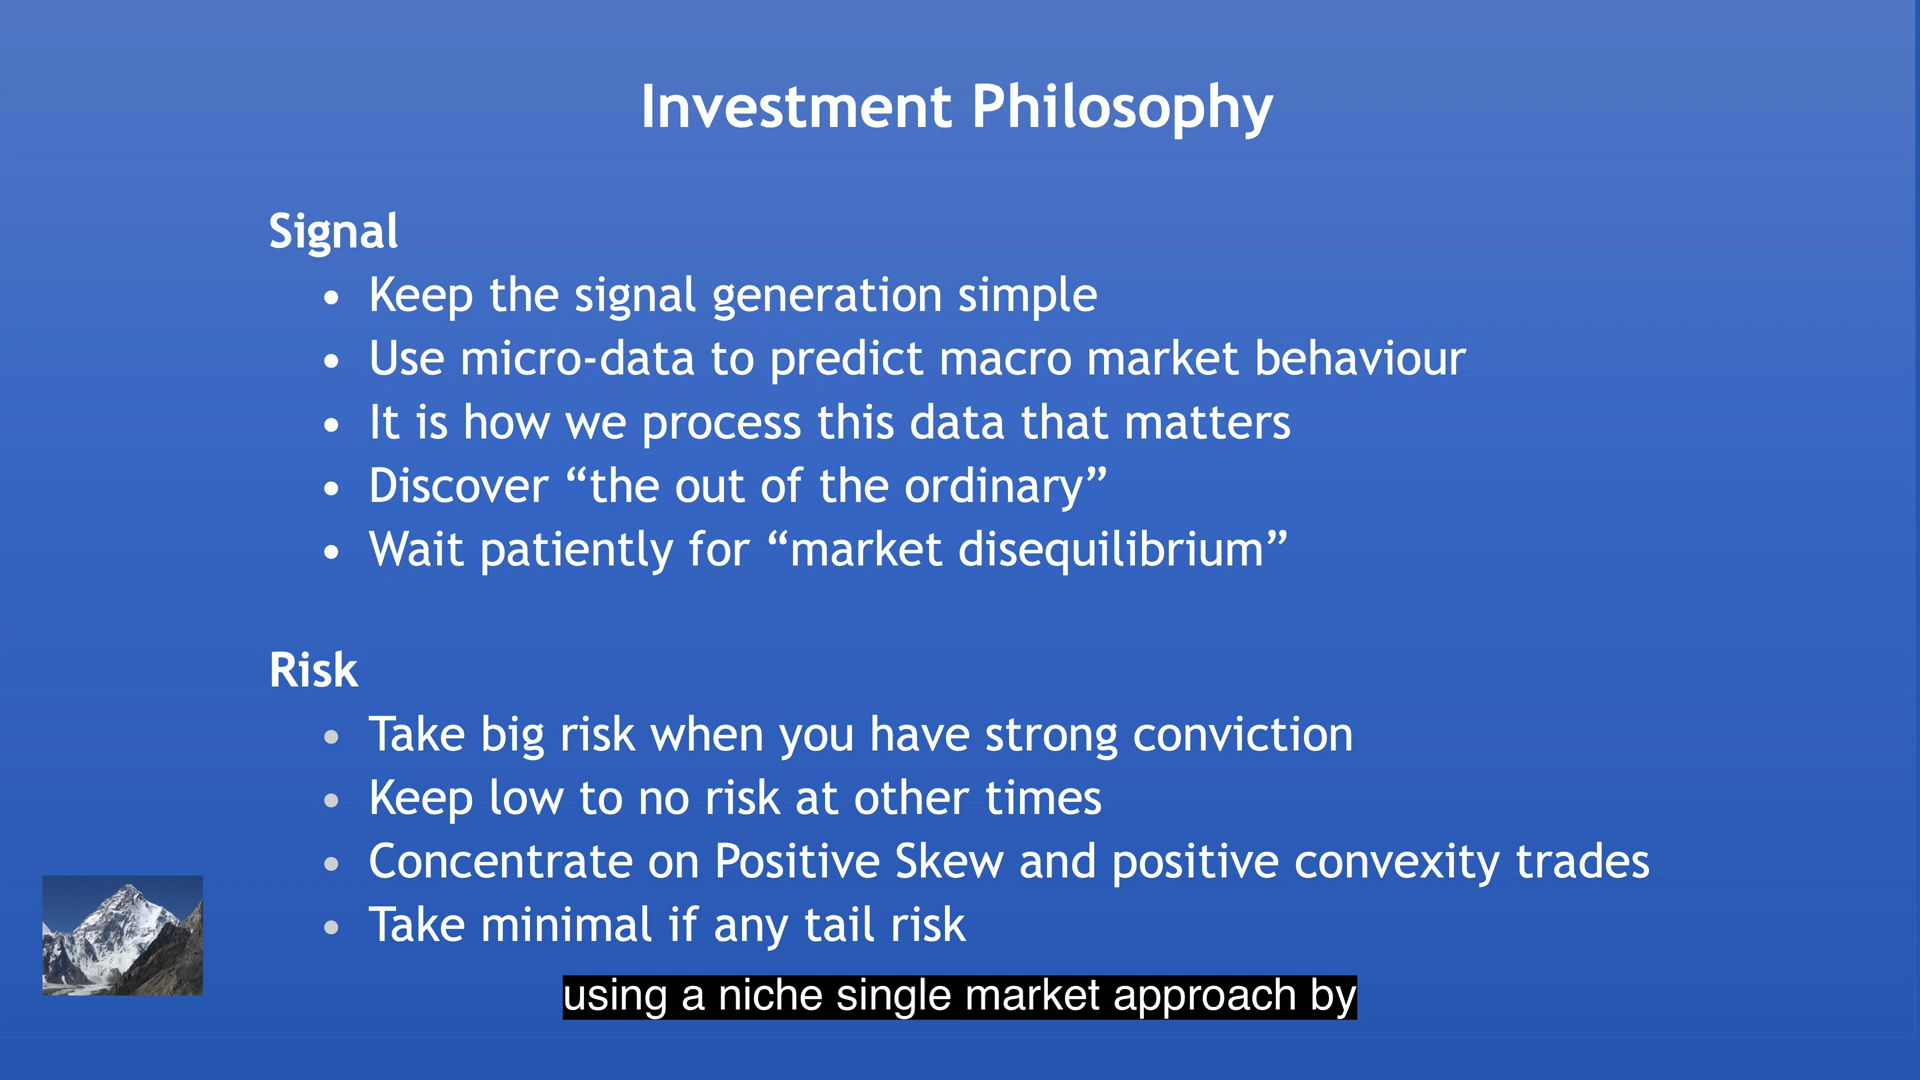 Investment Philosophy
Signal
• Keep the signal generation simple
• Use micro-data to predict macro market behaviour
• It is how we process this data that matters
• Discover “the out of the ordinary”
• Wait patiently for “market disequilibrium”
Risk
• Take big risk when you have strong conviction
• Keep low to no risk at other times
• Concentrate on Positive Skew and positive convexity trades
• Take minimal if any tail risk
using a niche single market approach by